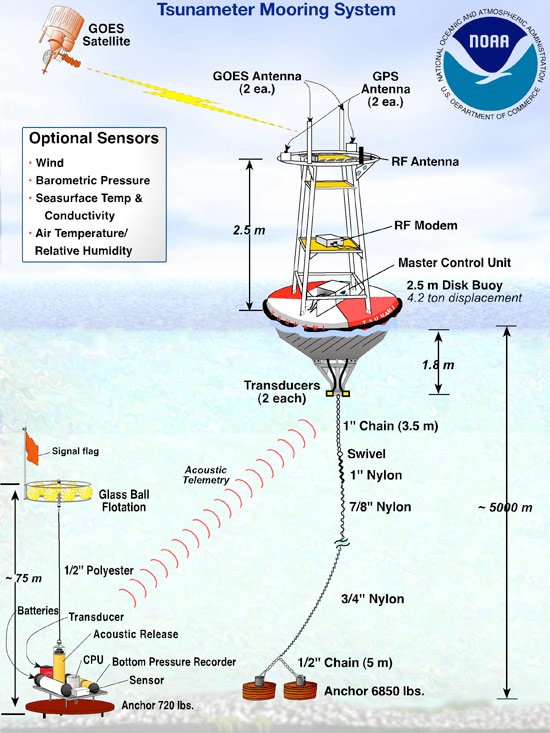 Tsunameter Mooring System
GOES
Satellite
NATIONAL OCEANIC AND ATMOSPHERIC ADMINISTRATION
NOAA
U.S. DEPARTMENT OF COMMERCE
GOES Antenna
(2 ea.)
GPS
Antenna
(2 ea.)
Optional Sensors
• Wind
• Barometric Pressure
• Seasurface Temp &
Conductivity
• Air Temperature/
Relative Humidity
RF Antenna
2.5 m
RF Modem
Master Control Unit
2.5 m Disk Buoy
4.2 ton displacement
1.8 m
Transducers
(2 each)
1" Chain (3.5 m)
Swivel
1" Nylon
7/8" Nylon
~ 5000 m
Signal flag
Acoustic
Telemetry
Glass Ball
Flotation
~ 75 m
1/2" Polyester
3/4" Nylon
Batteries
Transducer
Acoustic Release
CPU
Bottom Pressure Recorder
Sensor
Anchor 720 lbs.
1/2" Chain (5 m)
Anchor 6850 lbs.